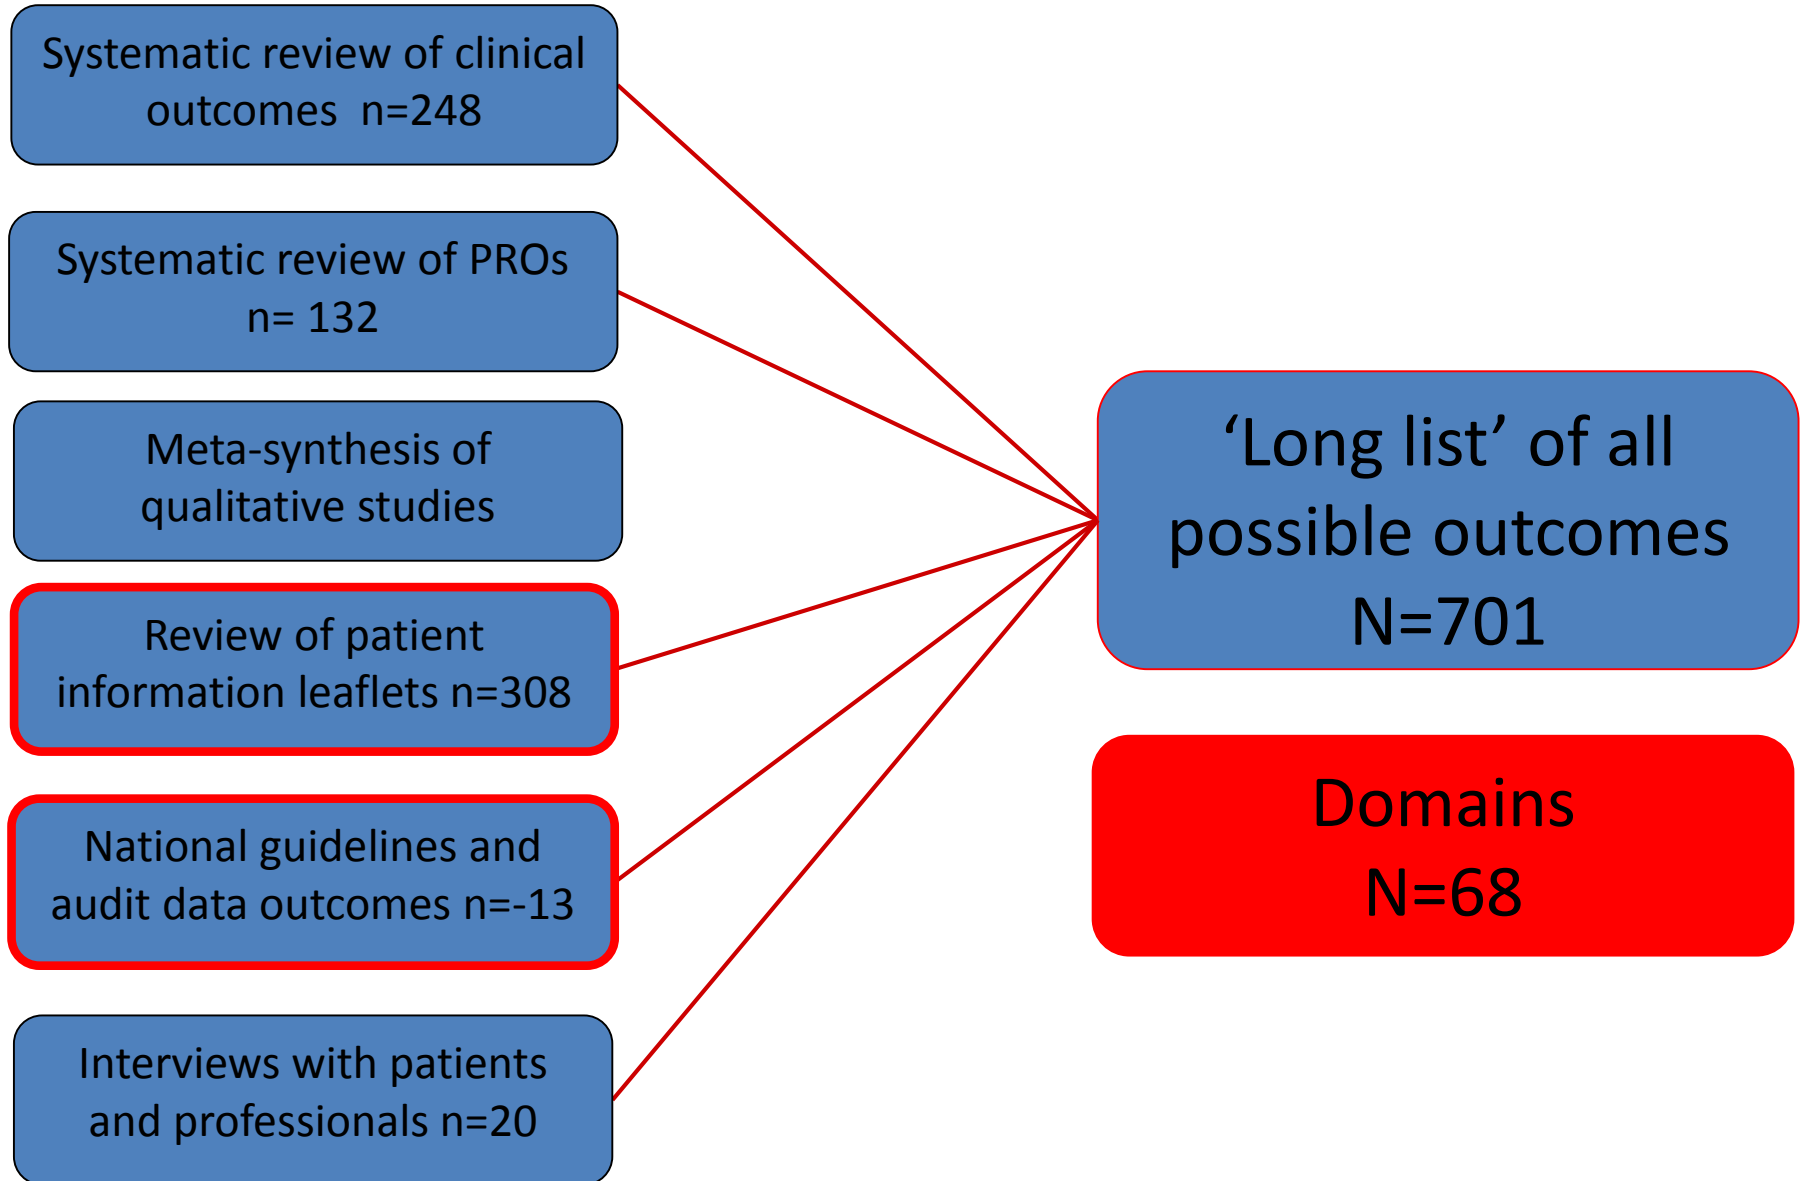 Systematic review of clinical
outcomes  n=248
Systematic review of PROs
n= 132
Meta-synthesis of
qualitative studies
Review of patient
information leaflets n=308
National guidelines and
audit data outcomes n=-13
Interviews with patients
and professionals n=20
‘Long list’ of all
possible outcomes
N=701
Domains
N=68